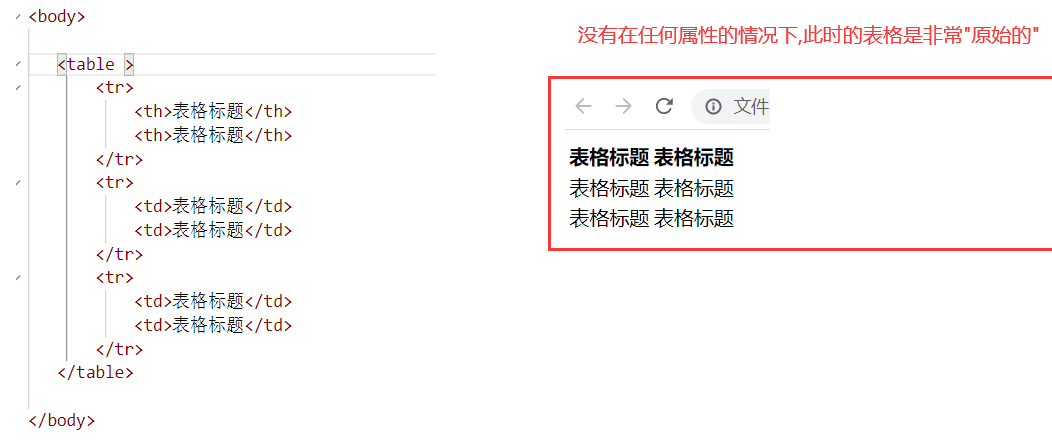 <body>
<table >
<tr>
<th>表格标题</th>
<th>表格标题</th>
</tr>
<tr>
<td>表格标题</td>
<td>表格标题</td>
</tr>
<tr>
<td>表格标题</td>
<td>表格标题</td>
</tr>
</table>
</body>
没有在任何属性的情况下,此时的表格是非常"原始的"
文件
表格标题 表格标题
表格标题 表格标题
表格标题 表格标题